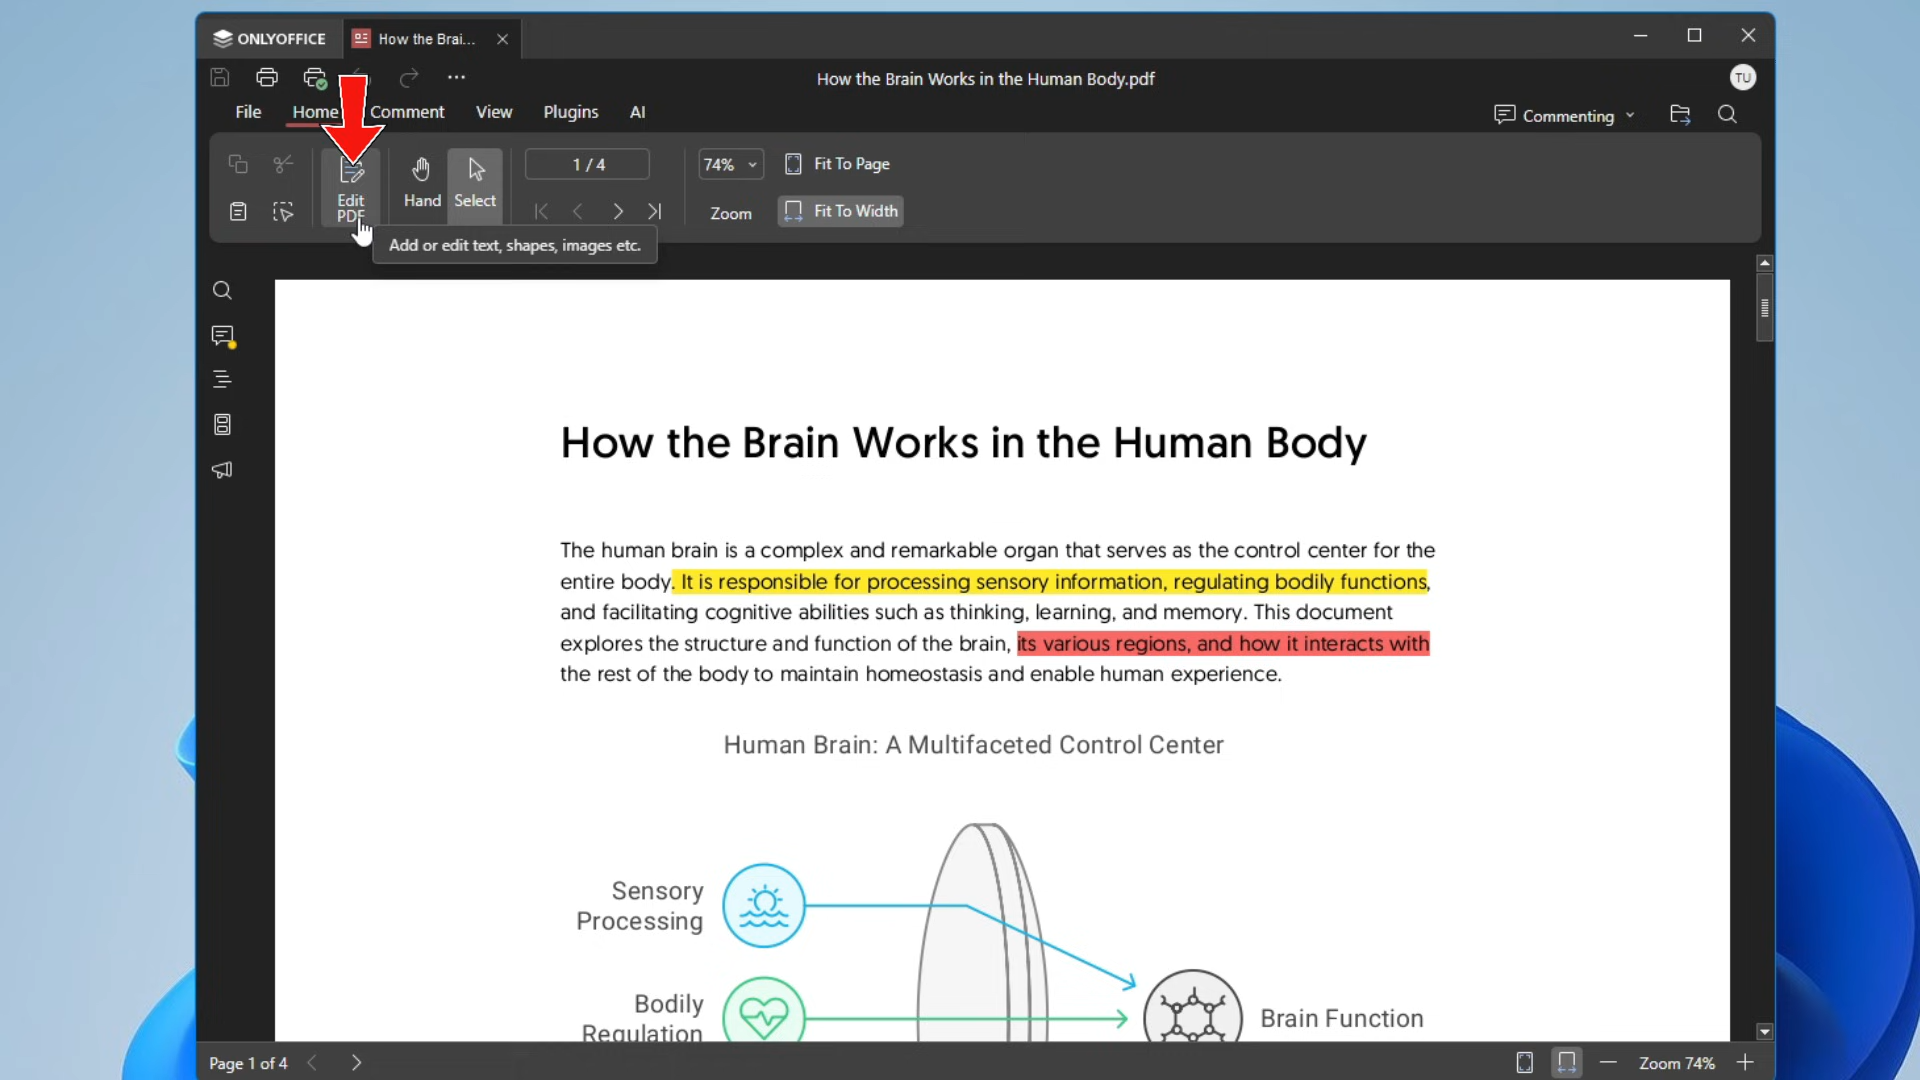 ONLYOFFICE
How the Brai...
How the Brain Works in the Human Body.pdf
TU
File
Home
Comment
View
Plugins
AI
Commenting
Edit
PDF
Hand
Select
1 / 4
74%
Zoom
Fit To Page
Fit To Width
Add or edit text, shapes, images etc.
How the Brain Works in the Human Body
The human brain is a complex and remarkable organ that serves as the control center for the
entire body. It is responsible for processing sensory information, regulating bodily functions,
and facilitating cognitive abilities such as thinking, learning, and memory. This document
explores the structure and function of the brain, its various regions, and how it interacts with
the rest of the body to maintain homeostasis and enable human experience.
Human Brain: A Multifaceted Control Center
Sensory
Processing
Bodily
Regulation
Brain Function
Page 1 of 4
Zoom 74%